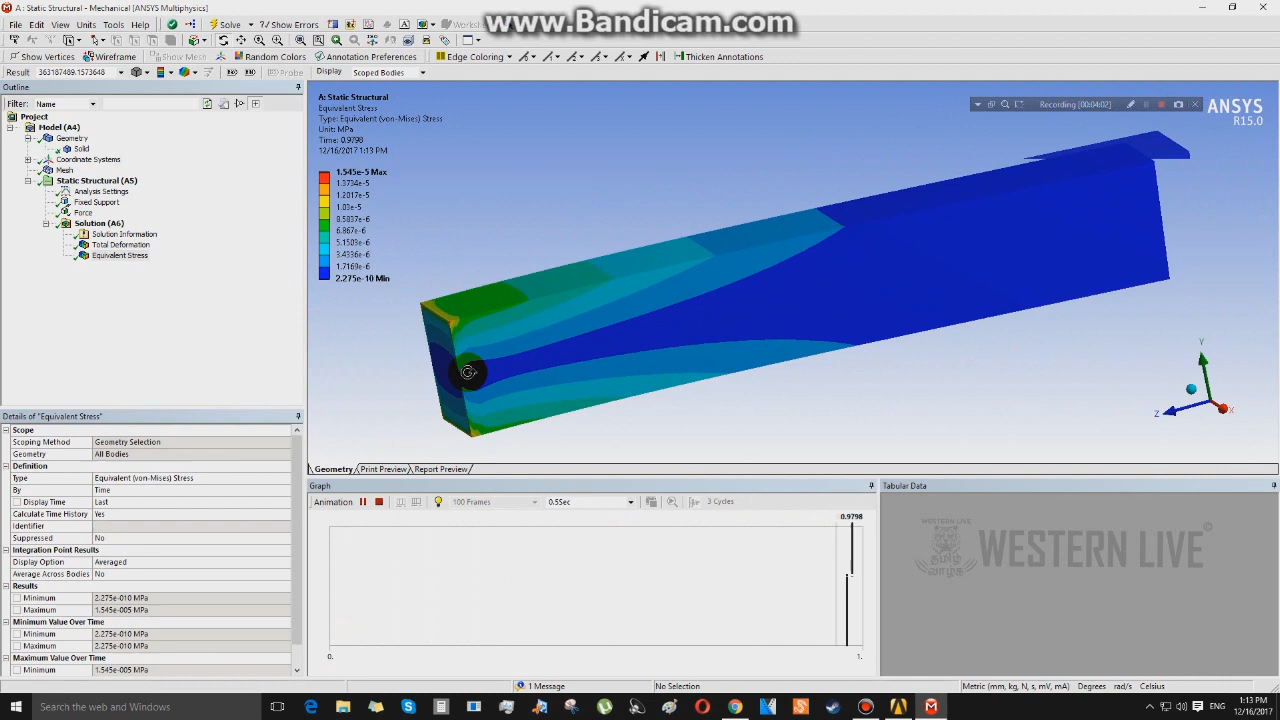 A: Static Structural - Mechanical [ANSYS Multiphysics]
www.Bandicam.com
File Edit View Units Tools Help Solve ?/ Show Errors
Show Vertices Wireframe Show Mesh Random Colors Annotation Preferences Edge Coloring Thicken Annotations
Result 363187489.1573648 Probe Display Scoped Bodies
Outline
Filter: Name
Project
Model (A4)
Geometry
Solid
Coordinate Systems
Mesh
Static Structural (A5)
Analysis Settings
Fixed Support
Force
Solution (A6)
Solution Information
Total Deformation
Equivalent Stress
A: Static Structural
Equivalent Stress
Type: Equivalent (von-Mises) Stress
Unit: MPa
Time: 0.9798
12/16/2017 1:13 PM
1.545e-5 Max
1.3734e-5
1.2017e-5
1.03e-5
8.5837e-6
6.867e-6
5.1503e-6
3.4336e-6
1.7169e-6
2.275e-10 Min
Recording [00:04:02]
ANSYS
R15.0
Y
Z
X
Geometry Print Preview Report Preview
Details of "Equivalent Stress"
Scope
Scoping Method Geometry Selection
Geometry All Bodies
Definition
Type Equivalent (von-Mises) Stress
By Time
Display Time Last
Calculate Time History Yes
Identifier
Suppressed No
Integration Point Results
Display Option Averaged
Average Across Bodies No
Results
Minimum 2.275e-010 MPa
Maximum 1.545e-005 MPa
Minimum Value Over Time
Minimum 2.275e-010 MPa
Maximum 2.275e-010 MPa
Maximum Value Over Time
Minimum 1.545e-005 MPa
Graph
Animation 100 Frames 0.5Sec 3 Cycles
0.9798
0.
1.
Tabular Data
WESTERN LIVE
தமிழ்
வாழ்க
WESTERN LIVE ©
1 Message No Selection Metric (mm, kg, N, s, mV, mA) Degrees rad/s Celsius
Search the web and Windows
ENG
1:13 PM
12/16/2017